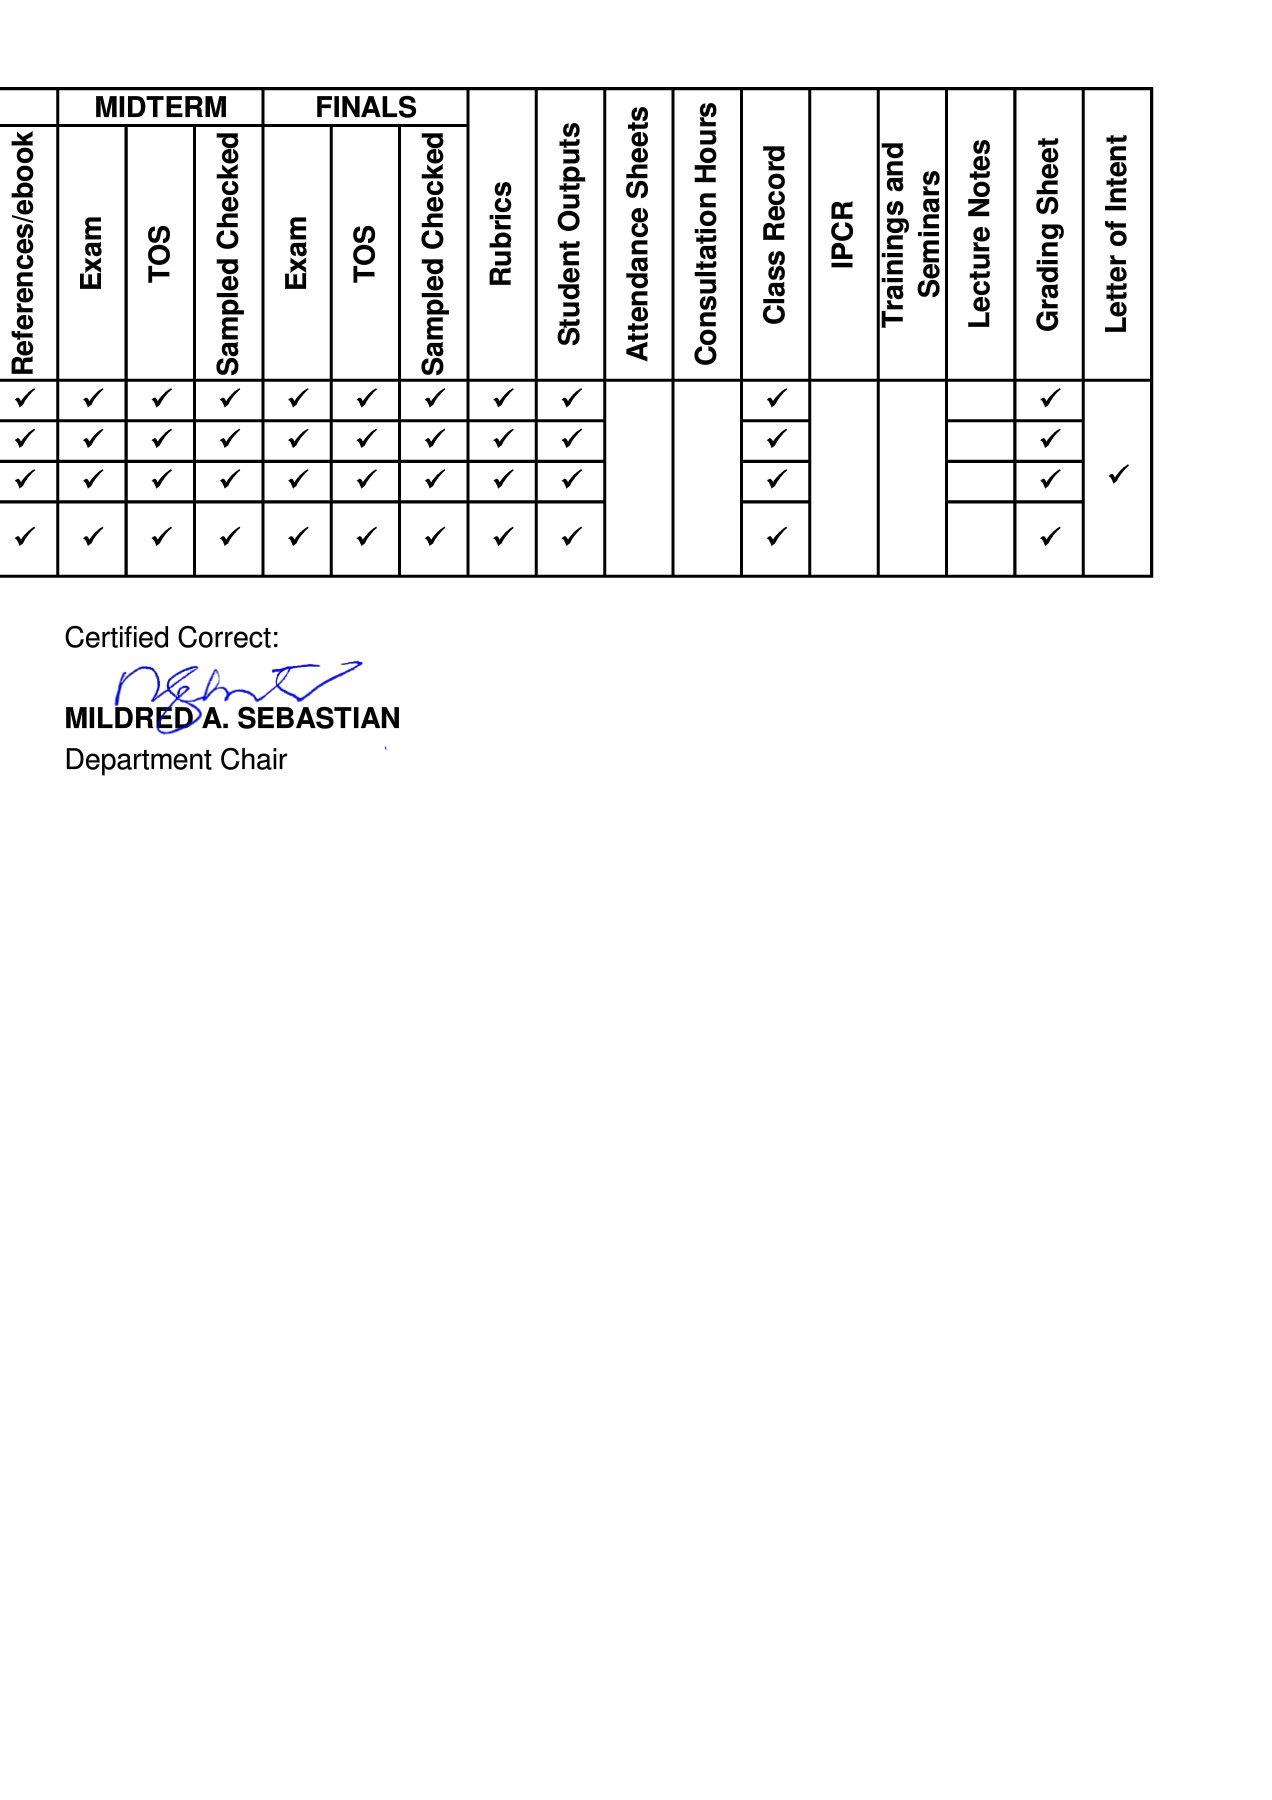 MIDTERM FINALS
References/ebook Exam TOS Sampled Checked Exam TOS Sampled Checked Rubrics Student Outputs Attendance Sheets Consultation Hours Class Record IPCR Trainings and Seminars Lecture Notes Grading Sheet Letter of Intent
✓ ✓ ✓ ✓ ✓ ✓ ✓ ✓ ✓ ✓ ✓
✓ ✓ ✓ ✓ ✓ ✓ ✓ ✓ ✓ ✓ ✓
✓ ✓ ✓ ✓ ✓ ✓ ✓ ✓ ✓ ✓ ✓ ✓
✓ ✓ ✓ ✓ ✓ ✓ ✓ ✓ ✓ ✓ ✓
Certified Correct:
MILDRED A. SEBASTIAN
Department Chair